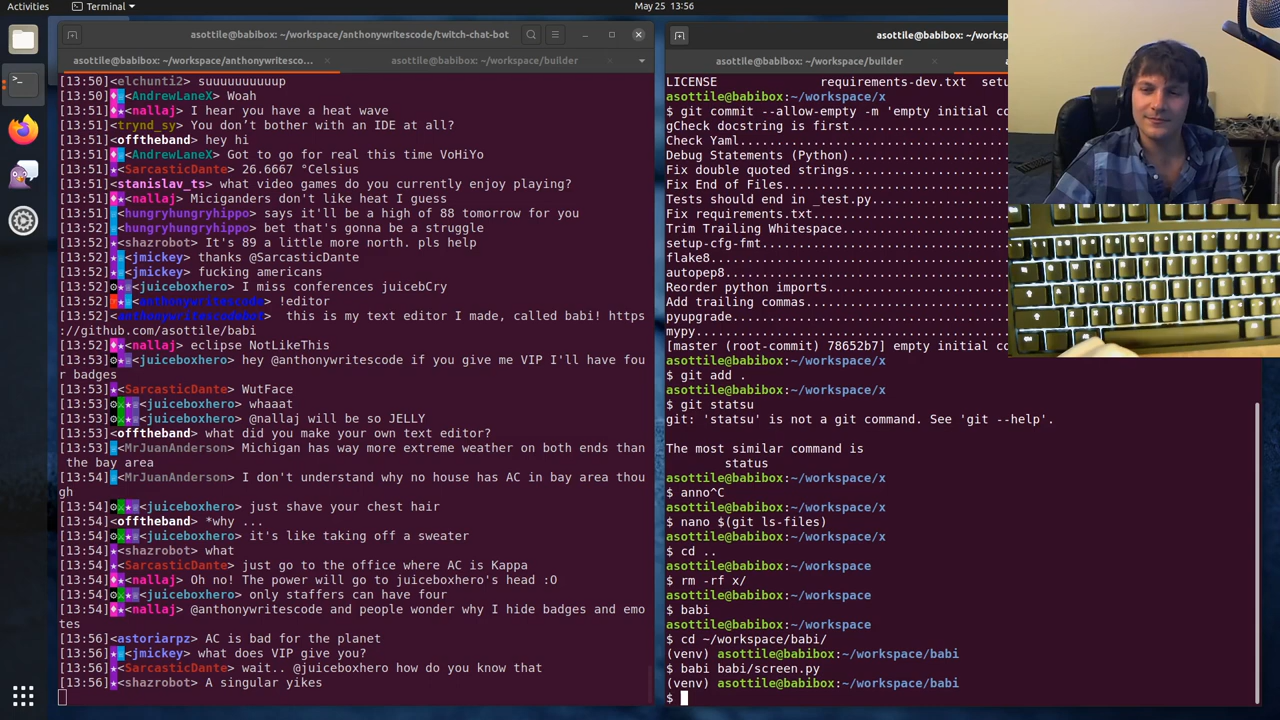 Activities
Terminal
May 25 13:56
asottile@babibox: ~/workspace/anthonywritescode/twitch-chat-bot
asottile@babibox: ~/workspace/anthonywritesco...
asottile@babibox: ~/workspace/builder
[13:50] <elchunti2> suuuuuuuuuup
[13:50] <AndrewLaneX> Woah
[13:51] <nallaj> I hear you have a heat wave
[13:51] <trynd_sy> You don't bother with an IDE at all?
[13:51] <offtheband> hey hi
[13:51] <AndrewLaneX> Got to go for real this time VoHiYo
[13:51] <SarcasticDante> 26.6667 °Celsius
[13:51] <stanislav_ts> what video games do you currently enjoy playing?
[13:51] <nallaj> Miciganders don't like heat I guess
[13:51] <hungryhungryhippo> says it'll be a high of 88 tomorrow for you
[13:52] <hungryhungryhippo> bet that's gonna be a struggle
[13:52] <shazrobot> It's 89 a little more north. pls help
[13:52] <jmickey> thanks @SarcasticDante
[13:52] <jmickey> fucking americans
[13:52] <juiceboxhero> I miss conferences juicebCry
[13:52] <anthonywritescode> !editor
[13:52] <anthonywritescodebot> this is my text editor I made, called babi! https
://github.com/asottile/babi
[13:52] <nallaj> eclipse NotLikeThis
[13:53] <juiceboxhero> hey @anthonywritescode if you give me VIP I'll have fou
r badges
[13:53] <SarcasticDante> WutFace
[13:53] <juiceboxhero> whaaat
[13:53] <juiceboxhero> @nallaj will be so JELLY
[13:53] <offtheband> what did you make your own text editor?
[13:53] <MrJuanAnderson> Michigan has way more extreme weather on both ends than
the bay area
[13:54] <MrJuanAnderson> I don't understand why no house has AC in bay area thou
gh
[13:54] <juiceboxhero> just shave your chest hair
[13:54] <offtheband> *why ...
[13:54] <juiceboxhero> it's like taking off a sweater
[13:54] <shazrobot> what
[13:54] <SarcasticDante> just go to the office where AC is Kappa
[13:54] <nallaj> Oh no! The power will go to juiceboxhero's head :O
[13:54] <juiceboxhero> only staffers can have four
[13:54] <nallaj> @anthonywritescode and people wonder why I hide badges and emo
tes
[13:56] <astoriarpz> AC is bad for the planet
[13:56] <jmickey> what does VIP give you?
[13:56] <SarcasticDante> wait.. @juiceboxhero how do you know that
[13:56] <shazrobot> A singular yikes
asottile@babibox: ~/w
asottile@babibox: ~/workspace/builder
LICENSE requirements-dev.txt setu
asottile@babibox:~/workspace/x
$ git commit --allow-empty -m 'empty initial co
gCheck docstring is first.
Check Yaml
Debug Statements (Python)
Fix double quoted strings
Fix End of Files
Tests should end in _test.py
Fix requirements.txt
Trim Trailing Whitespace
setup-cfg-fmt
flake8
autopep8
Reorder python imports
Add trailing commas
pyupgrade
mypy
[master (root-commit) 78652b7] empty initial co
asottile@babibox:~/workspace/x
$ git add .
asottile@babibox:~/workspace/x
$ git statsu
git: 'statsu' is not a git command. See 'git --help'.
The most similar command is
status
asottile@babibox:~/workspace/x
$ anno^C
asottile@babibox:~/workspace/x
$ nano $(git ls-files)
asottile@babibox:~/workspace/x
$ cd ..
asottile@babibox:~/workspace
$ rm -rf x/
asottile@babibox:~/workspace
$ babi
asottile@babibox:~/workspace
$ cd ~/workspace/babi/
(venv) asottile@babibox:~/workspace/babi
$ babi babi/screen.py
(venv) asottile@babibox:~/workspace/babi
$